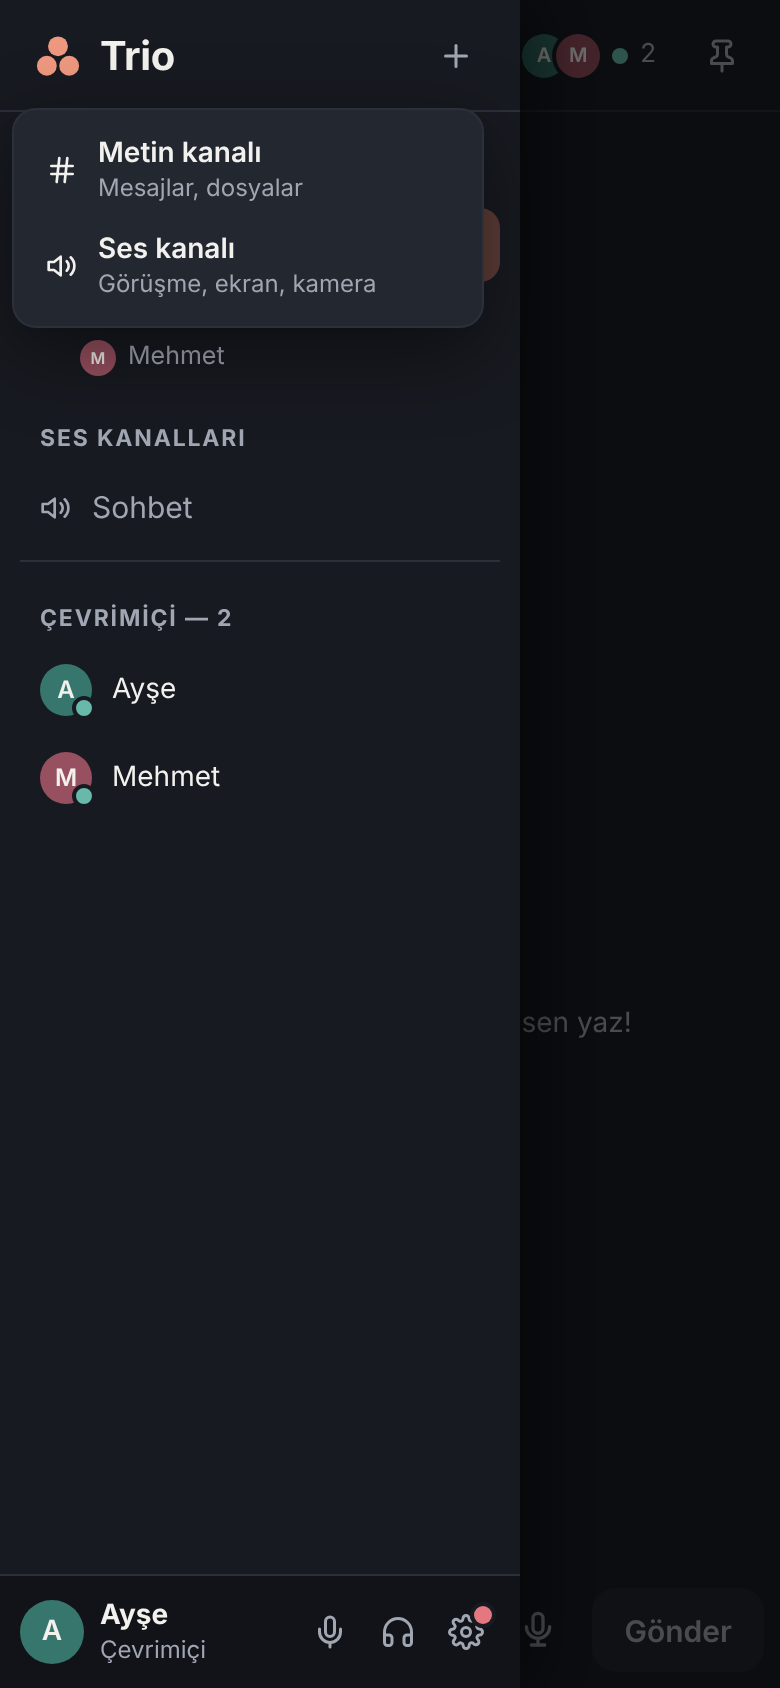 Trio
A M 2
# Metin kanalı
Mesajlar, dosyalar
Ses kanalı
Görüşme, ekran, kamera
M Mehmet
SES KANALLARI
Sohbet
ÇEVRİMİÇİ — 2
A Ayşe
M Mehmet
sen yaz!
A Ayşe
Çevrimiçi
Gönder